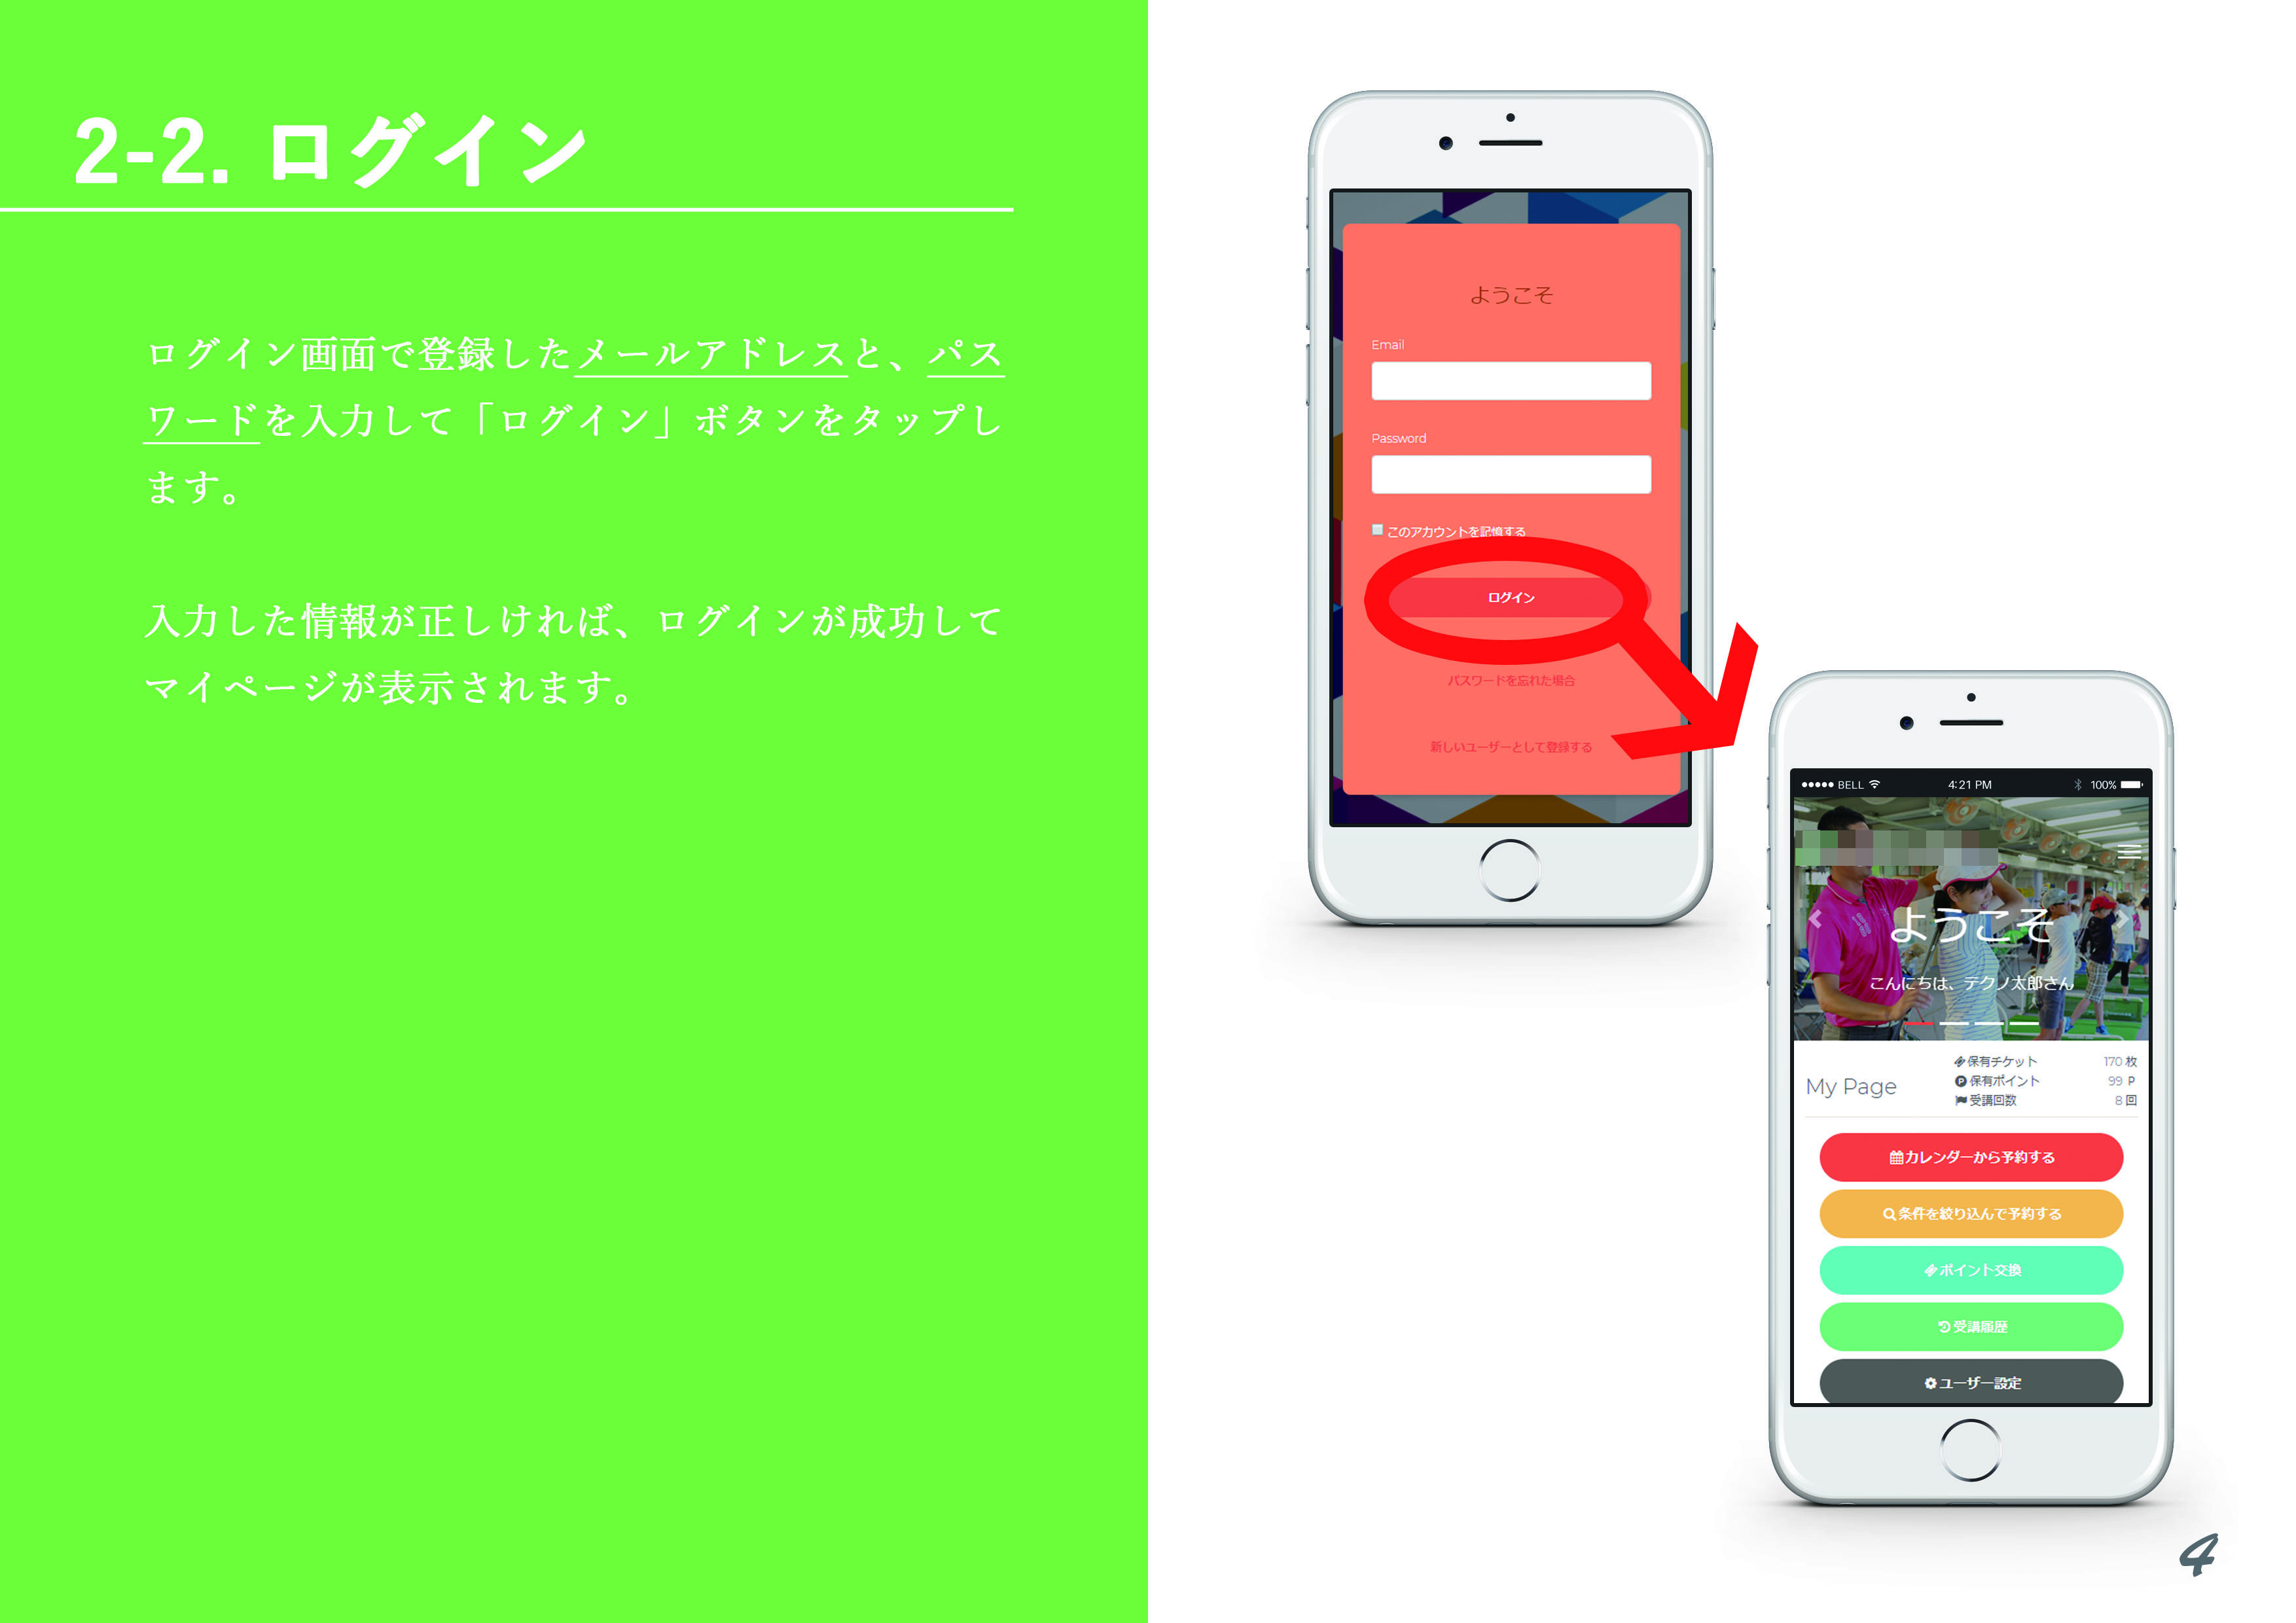 2-2. ログイン
ログイン画面で登録したメールアドレスと、パス
ワードを入力して「ログイン」ボタンをタップし
ます。
入力した情報が正しければ、ログインが成功して
マイページが表示されます。
ようこそ
Email
Password
このアカウントを記憶する
ログイン
パスワードを忘れた場合
新しいユーザーとして登録する
BELL 4:21 PM 100%
ようこそ
こんにちは、テクノ太郎さん
My Page
保有チケット 170 枚
保有ポイント 99 P
受講回数 8 回
カレンダーから予約する
条件を絞り込んで予約する
ポイント交換
受講履歴
ユーザー設定
4